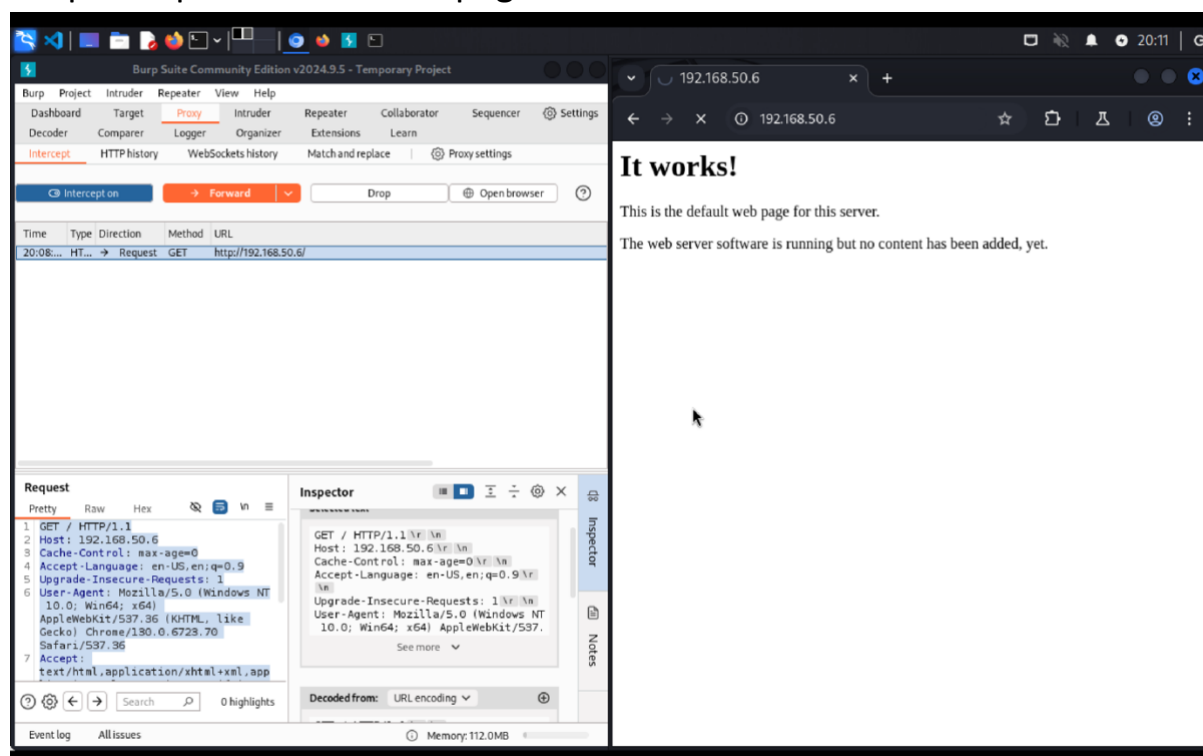 20:11
Burp Suite Community Edition v2024.9.5 - Temporary Project
Burp Project Intruder Repeater View Help
Dashboard Target Proxy Intruder Repeater Collaborator Sequencer Settings
Decoder Comparer Logger Organizer Extensions Learn
Intercept HTTP history WebSockets history Match and replace Proxy settings
Intercept on Forward Drop Open browser
Time Type Direction Method URL
20:08:... HT... → Request GET http://192.168.50.6/
Request
Pretty Raw Hex \n
1 GET / HTTP/1.1
2 Host: 192.168.50.6
3 Cache-Control: max-age=0
4 Accept-Language: en-US,en;q=0.9
5 Upgrade-Insecure-Requests: 1
6 User-Agent: Mozilla/5.0 (Windows NT
10.0; Win64; x64)
AppleWebKit/537.36 (KHTML, like
Gecko) Chrome/130.0.6723.70
Safari/537.36
7 Accept:
text/html,application/xhtml+xml,app
Search 0 highlights
Inspector
GET / HTTP/1.1 \r \n
Host: 192.168.50.6 \r \n
Cache-Control: max-age=0 \r \n
Accept-Language: en-US,en;q=0.9 \r
\n
Upgrade-Insecure-Requests: 1 \r \n
User-Agent: Mozilla/5.0 (Windows NT
10.0; Win64; x64) AppleWebKit/537.
See more
Decoded from: URL encoding
Inspector
Notes
Event log All issues Memory: 112.0MB
192.168.50.6
192.168.50.6
It works!
This is the default web page for this server.
The web server software is running but no content has been added, yet.